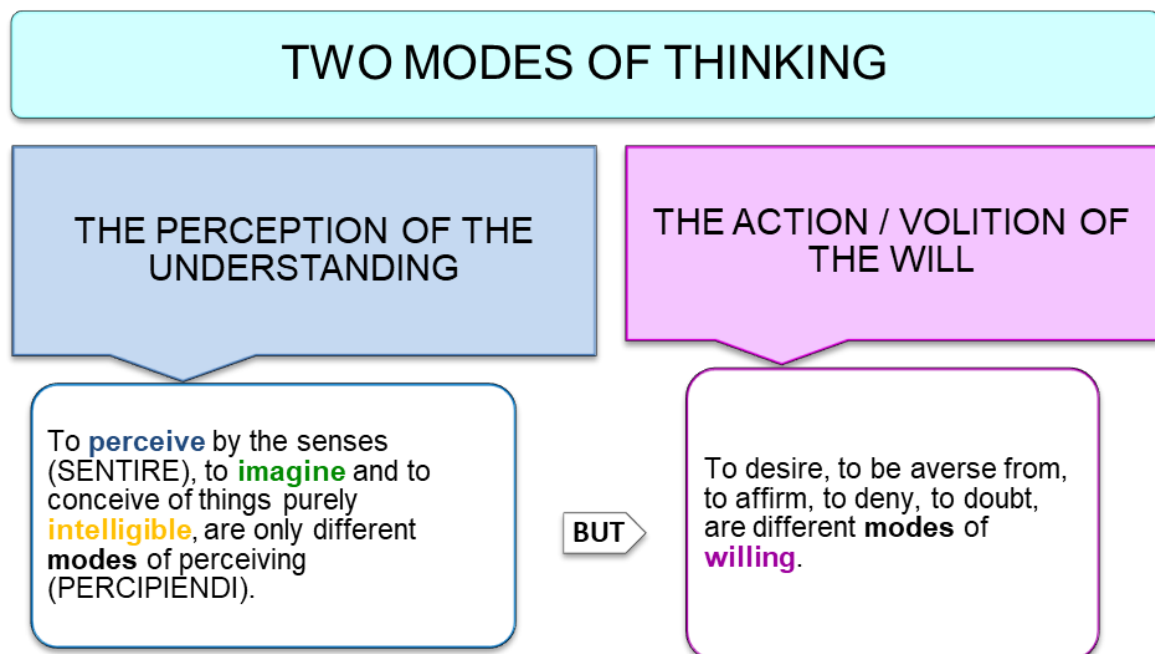 TWO MODES OF THINKING
THE PERCEPTION OF THE
UNDERSTANDING
THE ACTION / VOLITION OF
THE WILL
To perceive by the senses
(SENTIRE), to imagine and to
conceive of things purely
intelligible, are only different
modes of perceiving
(PERCIPIENDI).
BUT
To desire, to be averse from,
to affirm, to deny, to doubt,
are different modes of
willing.